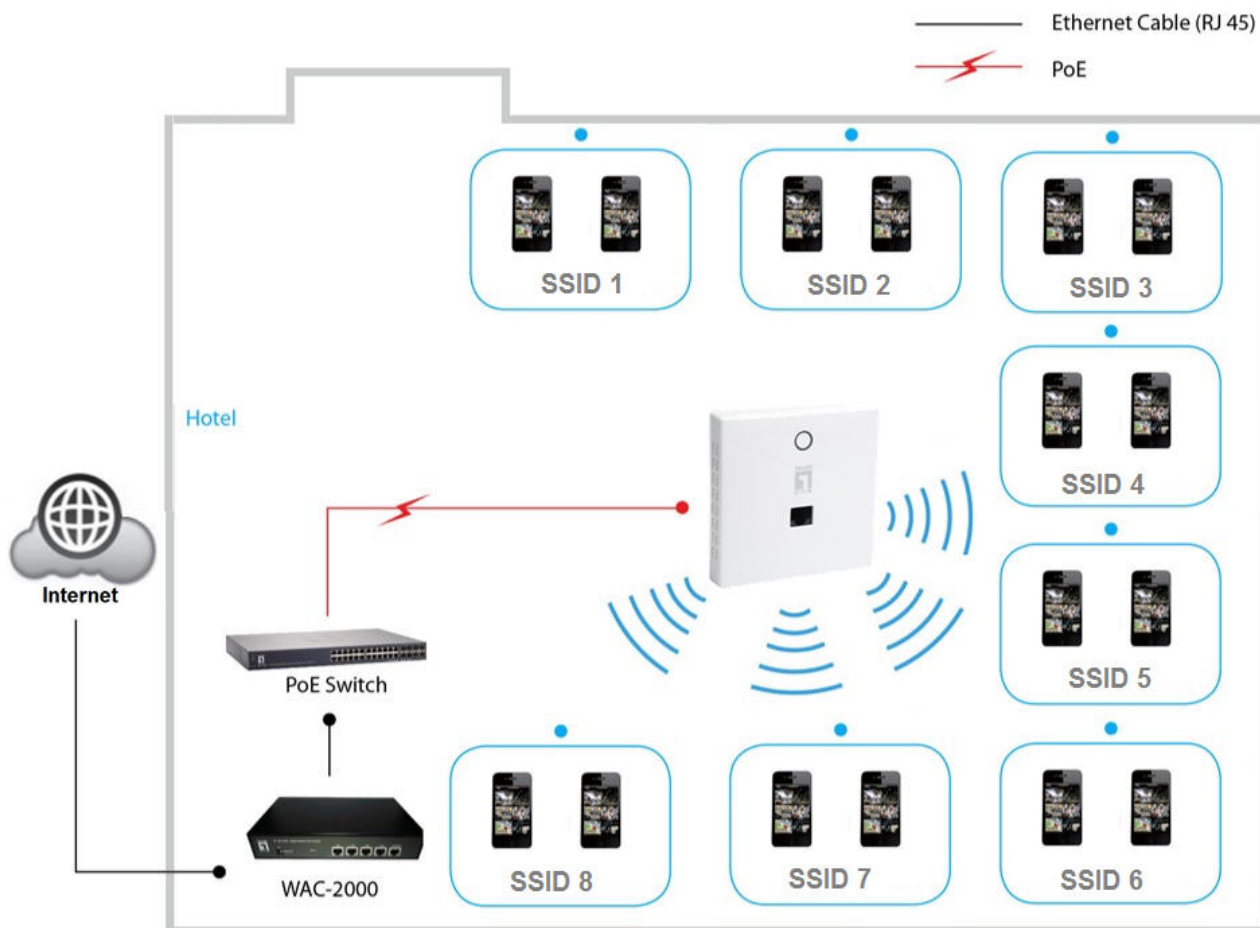 Ethernet Cable (RJ 45)
PoE
SSID 1
SSID 2
SSID 3
Hotel
SSID 4
Internet
PoE Switch
SSID 5
WAC-2000
SSID 8
SSID 7
SSID 6